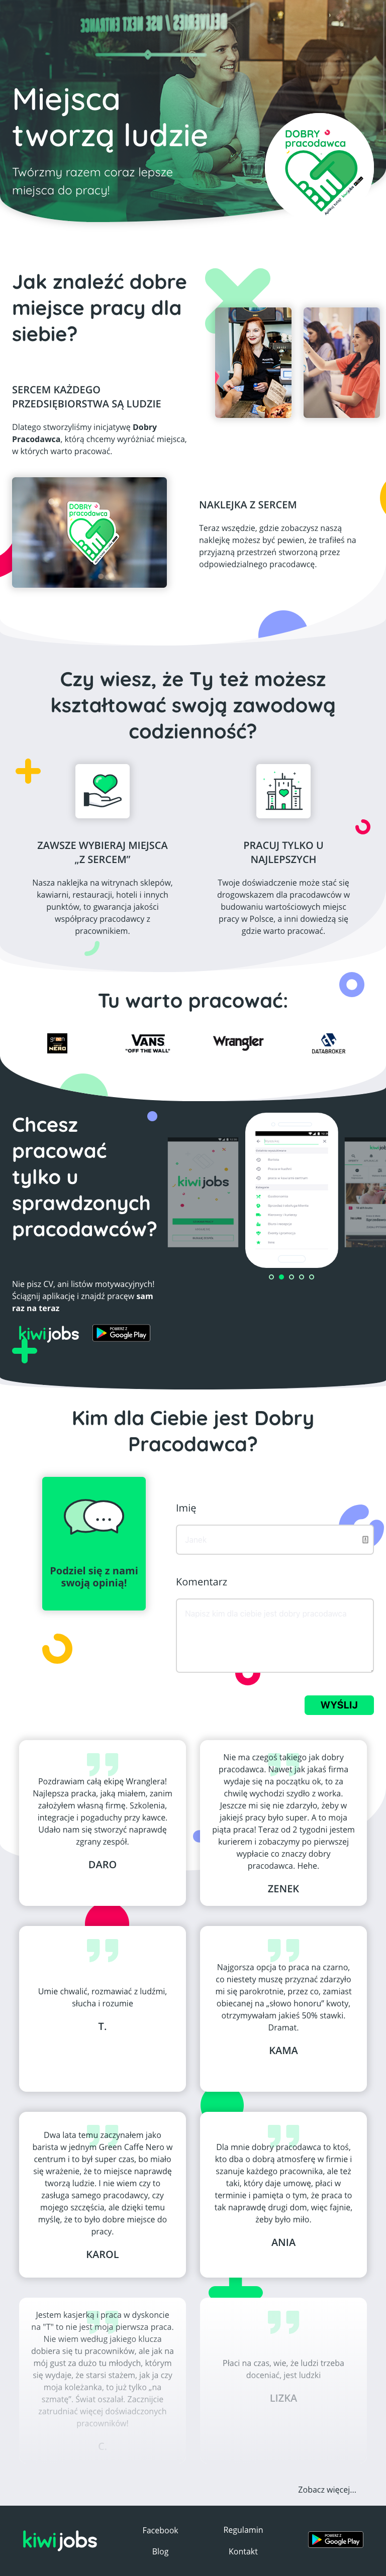 Miejsca
tworzą ludzie
Twórzmy razem coraz lepsze
miejsca do pracy!
DOBRY
pracodawca
Jak znaleźć dobre
miejsce pracy dla
siebie?
SERCEM KAŻDEGO
PRZEDSIĘBIORSTWA SĄ LUDZIE
Dlatego stworzyliśmy inicjatywę Dobry
Pracodawca, którą chcemy wyróżniać miejsca,
w których warto pracować.
DOBRY
pracodawca
NAKLEJKA Z SERCEM
Teraz wszędzie, gdzie zobaczysz naszą
naklejkę możesz być pewien, że trafiłeś na
przyjazną przestrzeń stworzoną przez
odpowiedzialnego pracodawcę.
Czy wiesz, że Ty też możesz
kształtować swoją zawodową
codzienność?
ZAWSZE WYBIERAJ MIEJSCA
„Z SERCEM”
Nasza naklejka na witrynach sklepów,
kawiarni, restauracji, hoteli i innych
punktów, to gwarancja jakości
współpracy pracodawcy z
pracownikiem.
PRACUJ TYLKO U
NAJLEPSZYCH
Twoje doświadczenie może stać się
drogowskazem dla pracodawców w
budowaniu wartościowych miejsc
pracy w Polsce, a inni dowiedzą się
gdzie warto pracować.
Tu warto pracować:
green
NERO
VANS
"OFF THE WALL"
Wrangler
DATABROKER
Chcesz
pracować
tylko u
sprawdzonych
pracodawców?
kiwijobs
Nie pisz CV, ani listów motywacyjnych!
Ściągnij aplikację i znajdź pracęw sam
raz na teraz
kiwijobs
POBIERZ Z
Google Play
Kim dla Ciebie jest Dobry
Pracodawca?
Podziel się z nami
swoją opinią!
Imię
Janek
Komentarz
Napisz kim dla ciebie jest dobry pracodawca
WYŚLIJ
Pozdrawiam całą ekipę Wranglera!
Najlepsza pracka, jaką miałem, zanim
założyłem własną firmę. Szkolenia,
integracje i pogaduchy przy kawce.
Udało nam się stworzyć naprawdę
zgrany zespół.
DARO
Nie ma czegoś takiego jak dobry
pracodawca. Nawet jak jakaś firma
wydaje się na początku ok, to za
chwilę wychodzi szydło z worka.
Jeszcze mi się nie zdarzyło, żeby w
jakiejś pracy było super. A to moja
piąta praca! Teraz od 2 tygodni jestem
kurierem i zobaczymy po pierwszej
wypłacie co znaczy dobry
pracodawca. Hehe.
ZENEK
Umie chwalić, rozmawiać z ludźmi,
słucha i rozumie
T.
Najgorsza opcja to praca na czarno,
co niestety muszę przyznać zdarzyło
mi się parokrotnie, przez co, zamiast
obiecanej na „słowo honoru” kwoty,
otrzymywałam jakieś 50% stawki.
Dramat.
KAMA
Dwa lata temu zaczynałem jako
barista w jednym Green Caffe Nero w
centrum i to był super czas, bo miało
się wrażenie, że to miejsce naprawdę
tworzą ludzie. I nie wiem czy to
zasługa samego pracodawcy, czy
mojego szczęścia, ale dzięki temu
myślę, że to było dobre miejsce do
pracy.
KAROL
Dla mnie dobry pracodawca to ktoś,
kto dba o dobrą atmosferę w firmie i
szanuje każdego pracownika, ale też
taki, który daje umowę, płaci w
terminie i pamięta o tym, że praca to
tak naprawdę drugi dom, więc fajnie,
żeby było miło.
ANIA
Jestem kasjerką i praca w dyskoncie
na "T" to nie jest moja pierwsza praca.
Nie wiem według jakiego klucza
dobiera się tu pracowników, ale jak na
mój gust za dużo tu młodych, którym
się wydaje, że starsi stażem, jak ja czy
moja koleżanka, to już tylko „na
szmatę”. Świat oszalał. Zacznijcie
zatrudniać więcej doświadczonych
pracowników!
Płaci na czas, wie, że ludzi trzeba
doceniać, jest ludzki
LIZKA
Zobacz więcej...
kiwijobs
Facebook
Regulamin
Blog
Kontakt
POBIERZ Z
Google Play